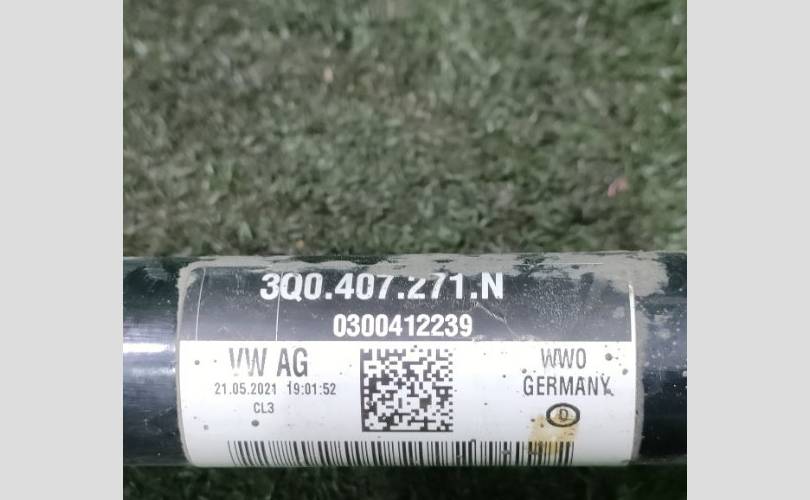 3Q0.407.271.N
0300412239
VW AG
21.05.2021 19:01:52
CL3
WWO
GERMANY
D